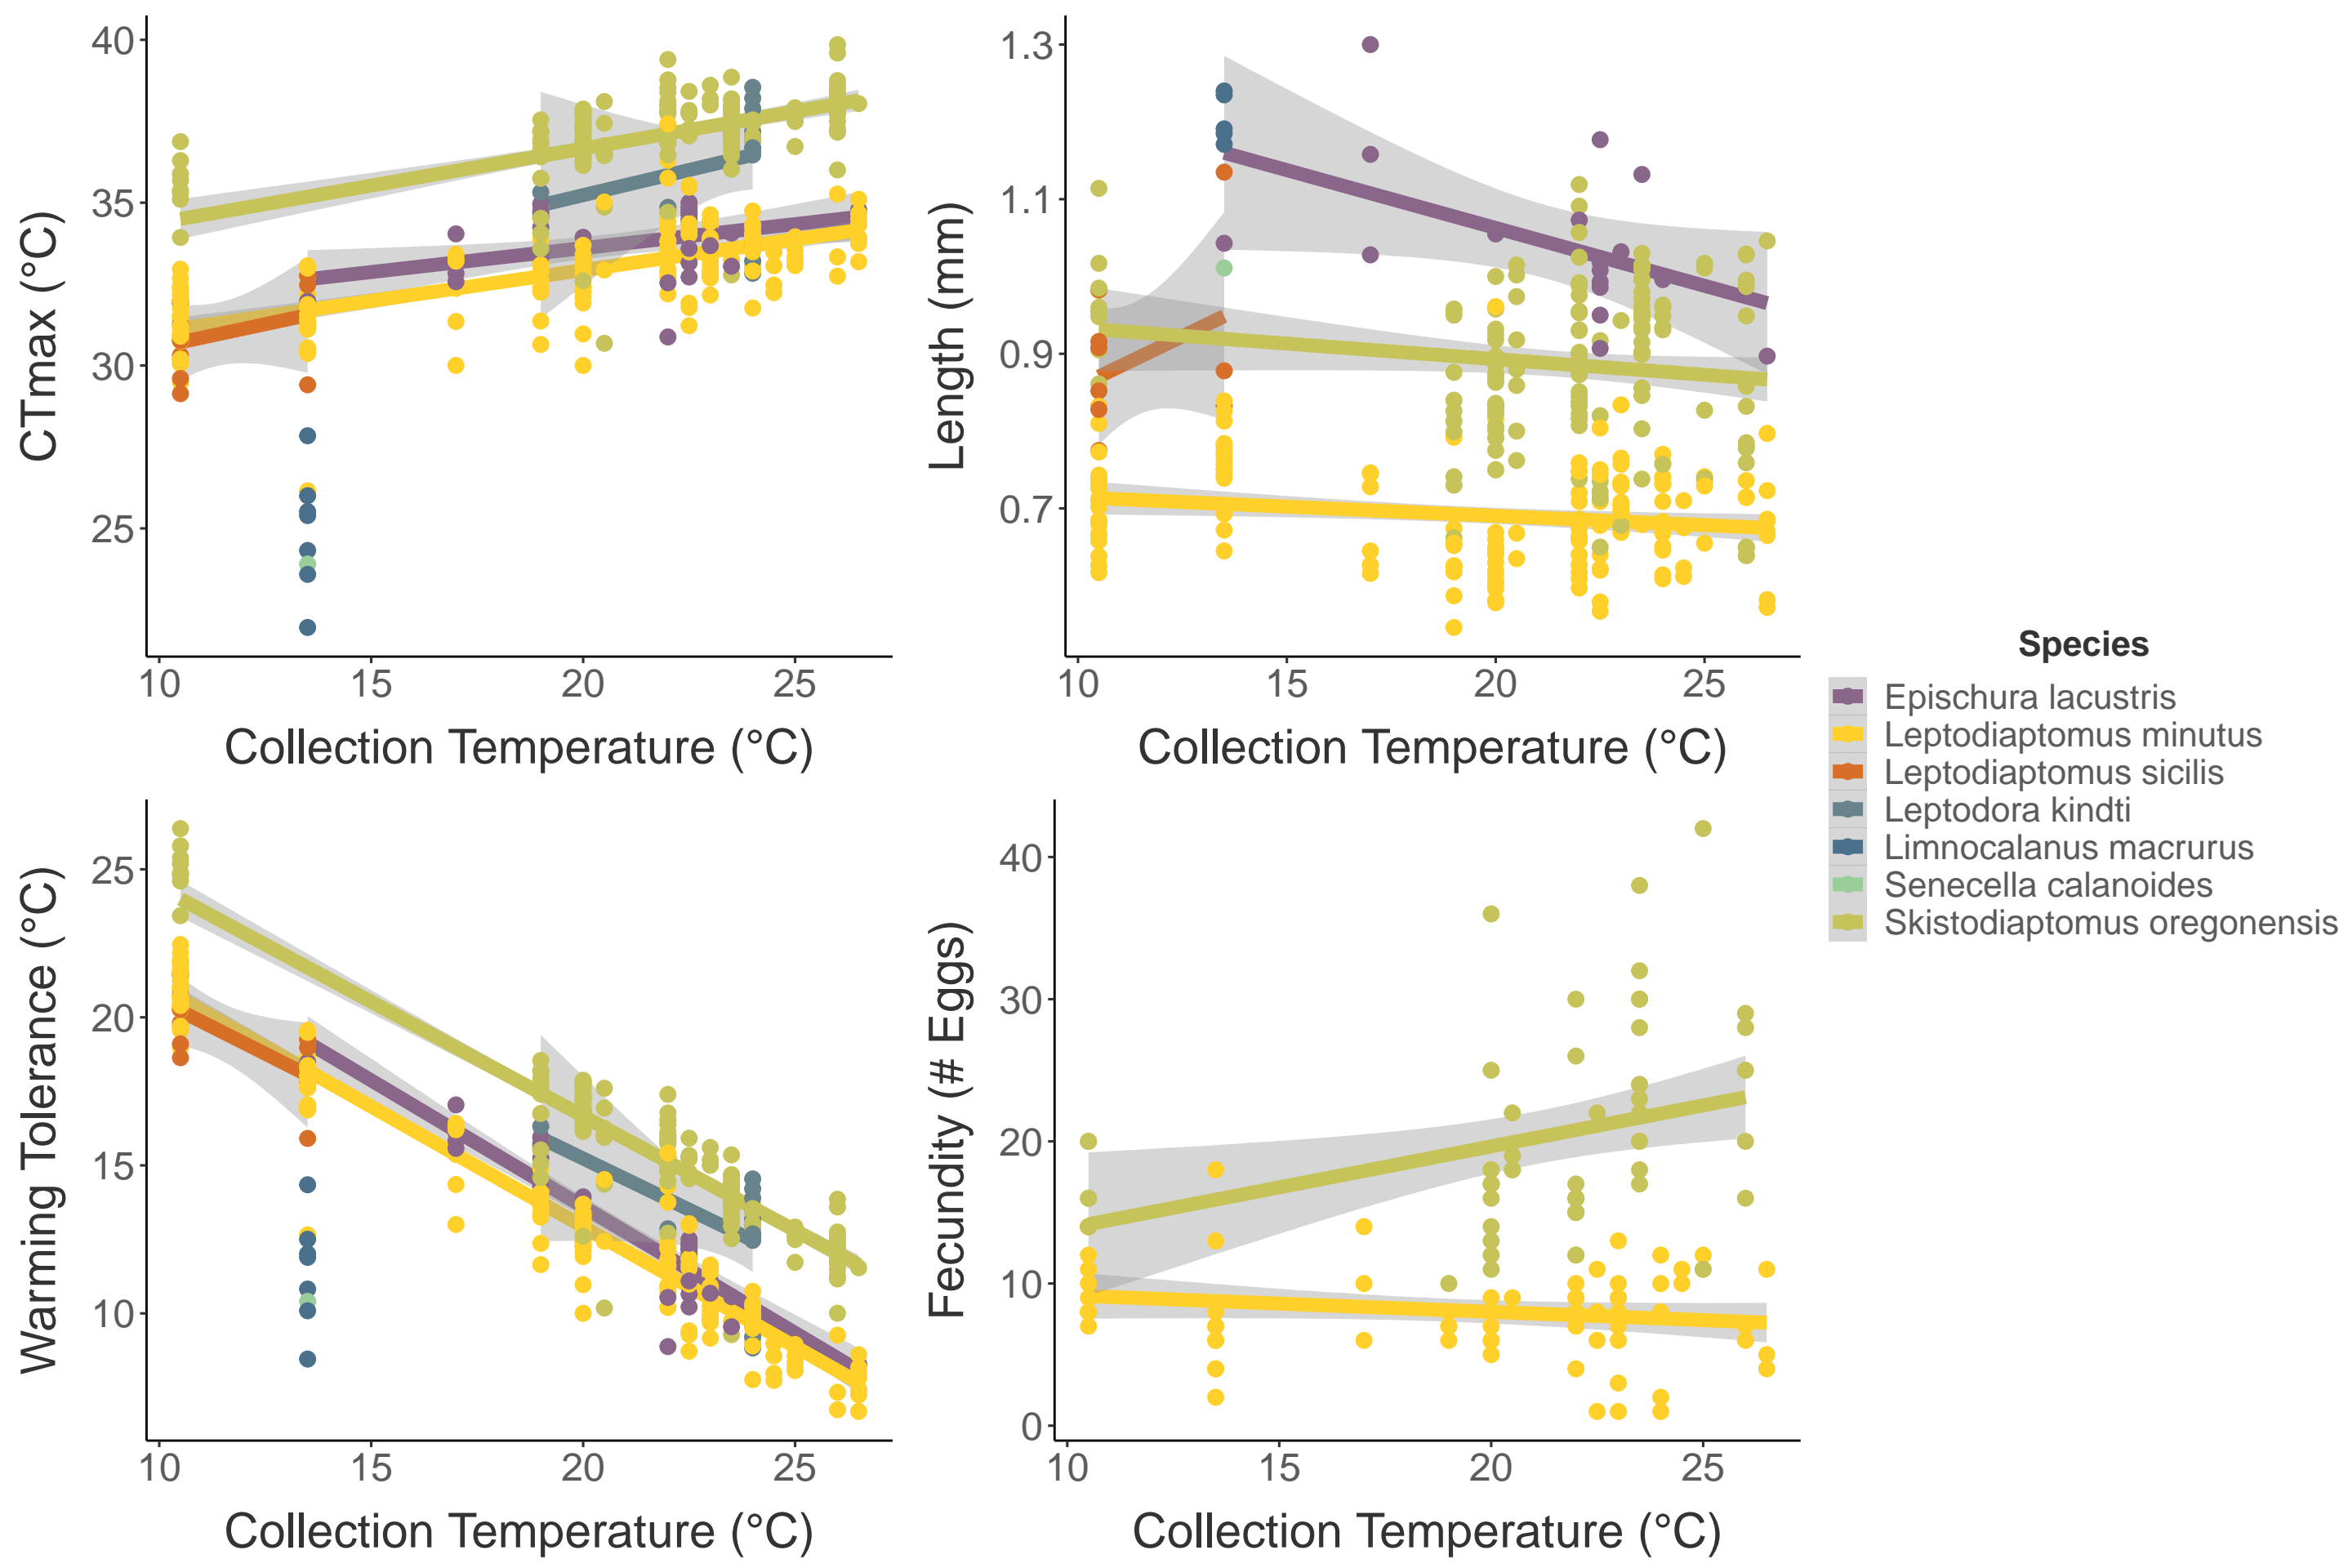 CTmax (°C)
40
35
30
25
10 15 20 25
Collection Temperature (°C)
Length (mm)
1.3
1.1
0.9
0.7
10 15 20 25
Collection Temperature (°C)
Species
Epischura lacustris
Leptodiaptomus minutus
Leptodiaptomus sicilis
Leptodora kindti
Limnocalanus macrurus
Senecella calanoides
Skistodiaptomus oregonensis
Warming Tolerance (°C)
25
20
15
10
10 15 20 25
Collection Temperature (°C)
Fecundity (# Eggs)
40
30
20
10
0
10 15 20 25
Collection Temperature (°C)